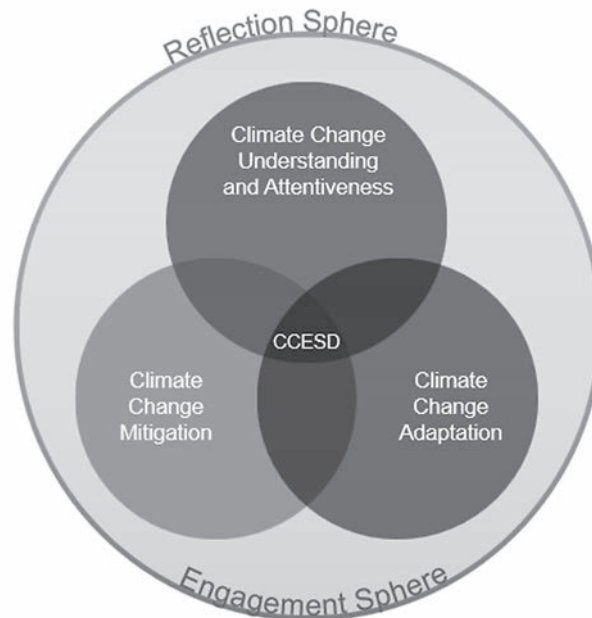 Reflection Sphere
Climate Change
Understanding
and Attentiveness
CCESD
Climate
Change
Mitigation
Climate
Change
Adaptation
Engagement Sphere